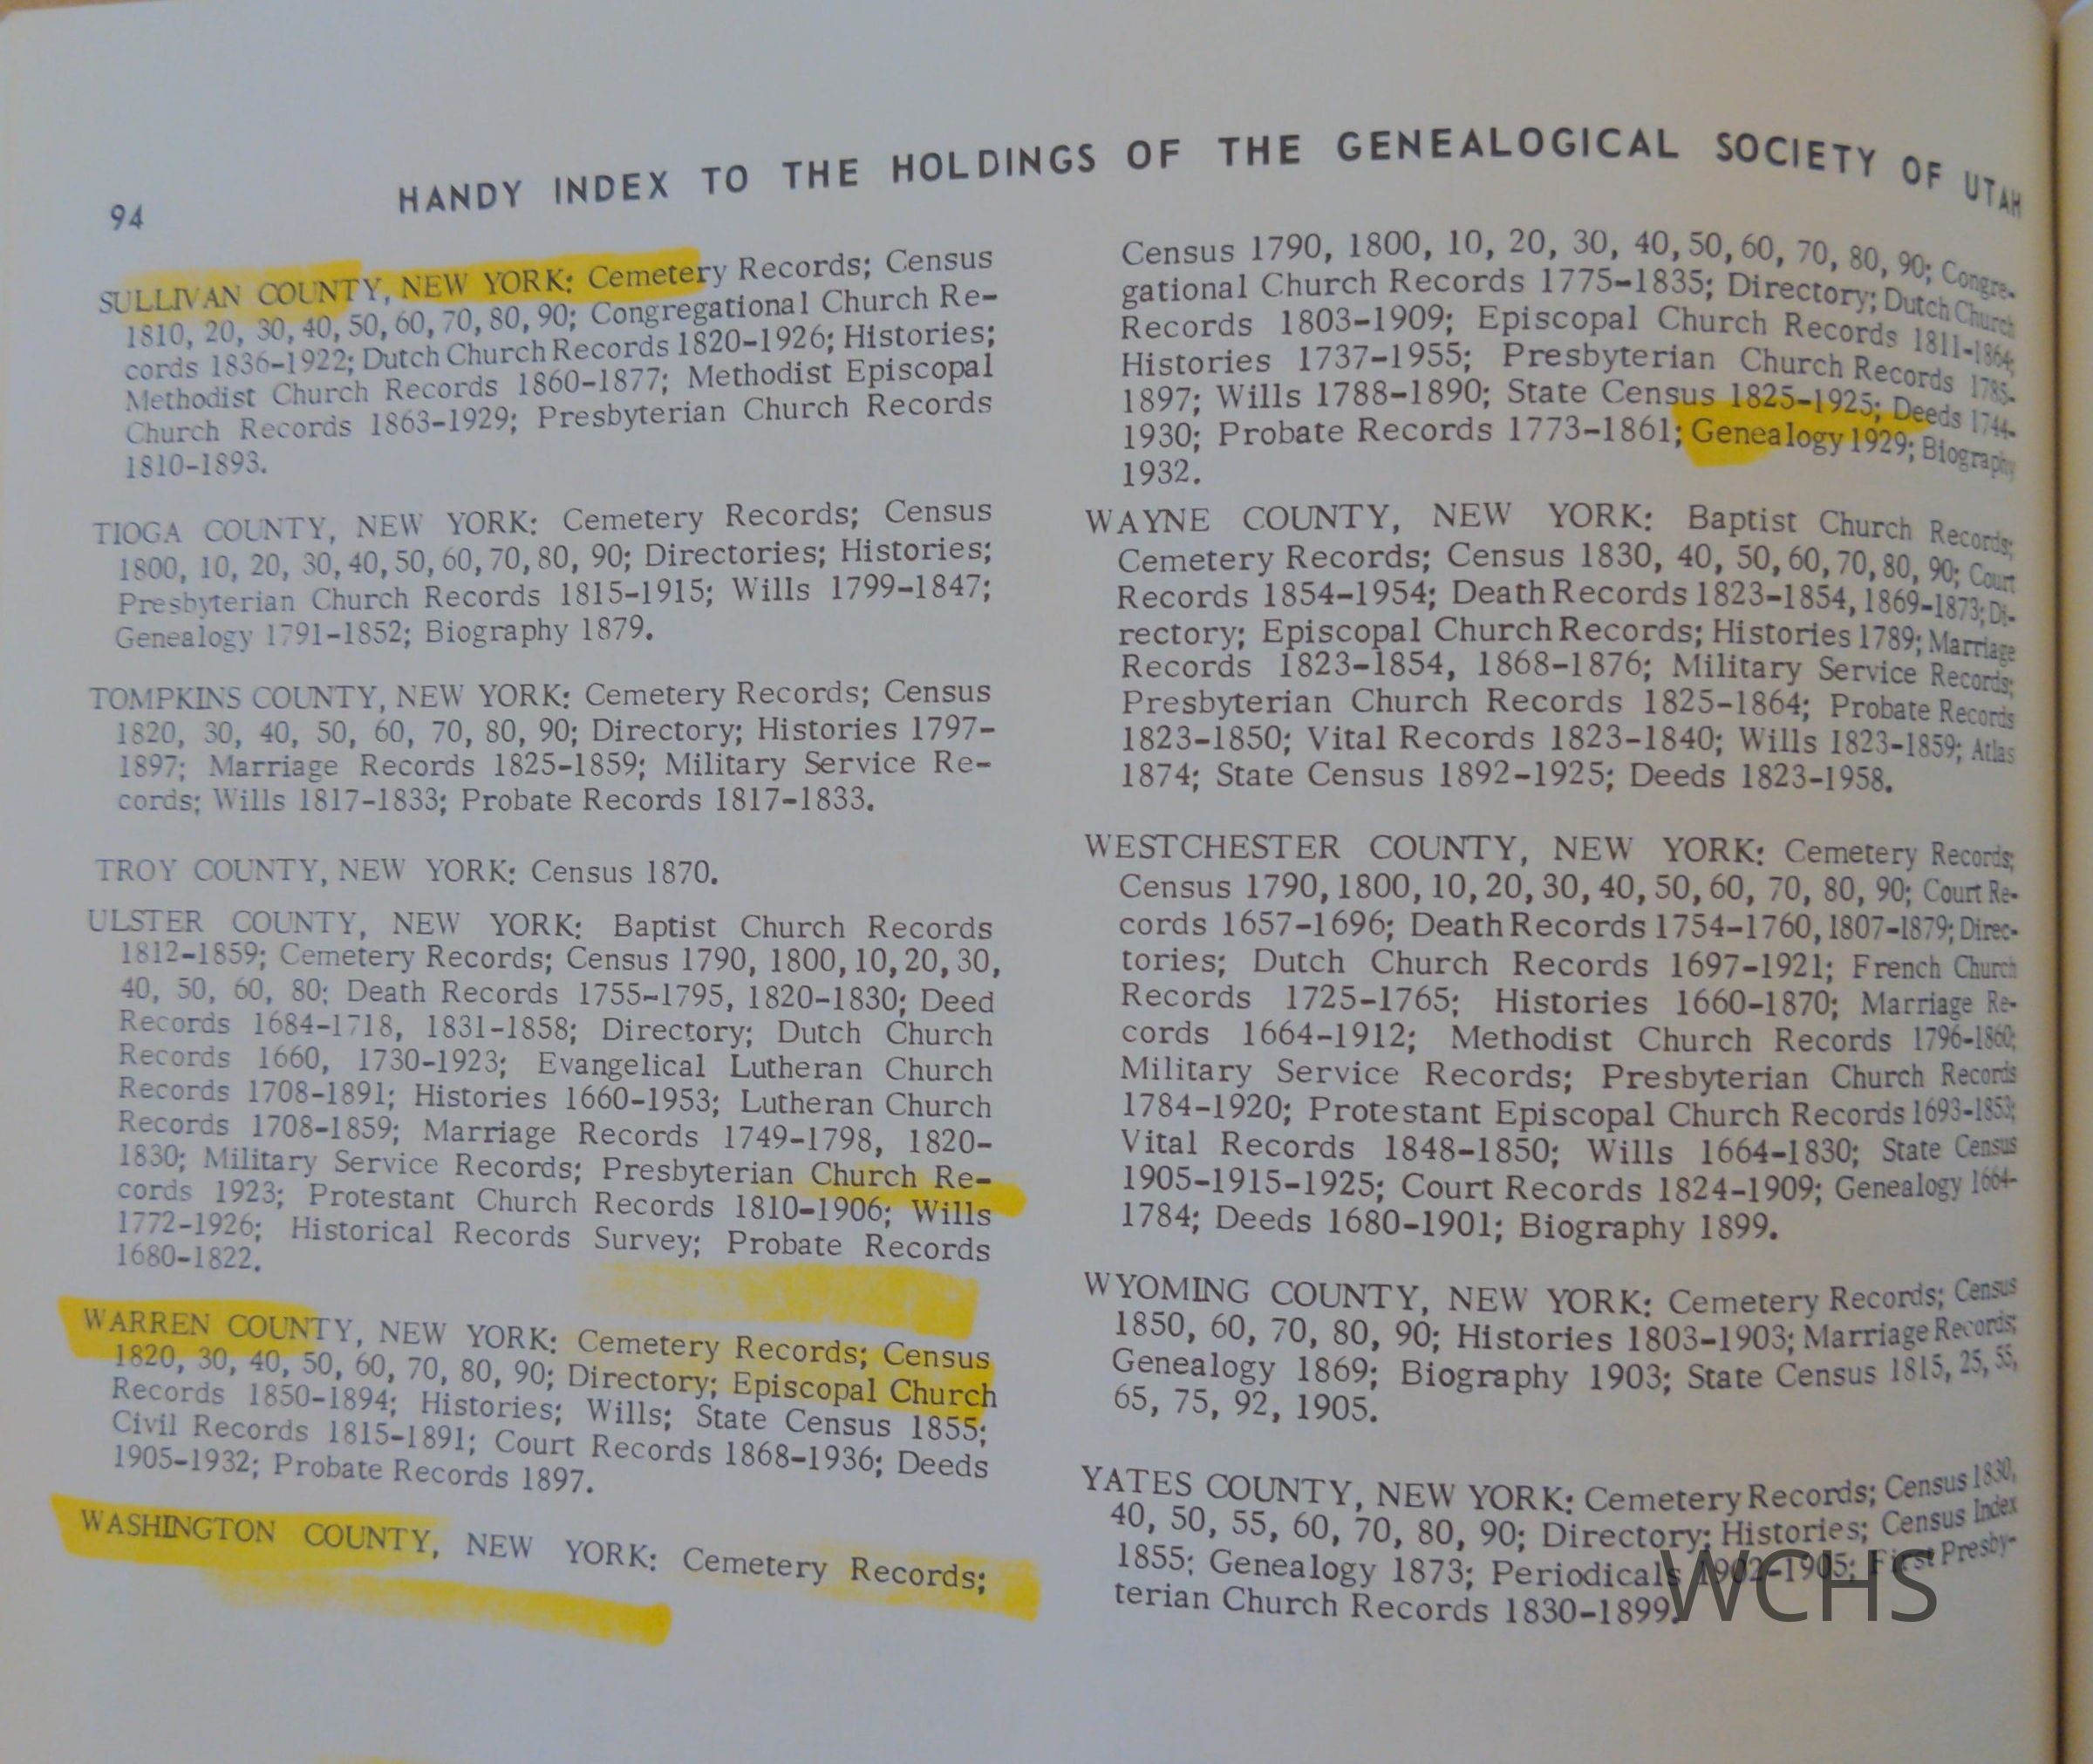 94
HANDY INDEX TO THE HOLDINGS OF THE GENEALOGICAL SOCIETY OF UTAH
SULLIVAN COUNTY, NEW YORK: Cemetery Records; Census
1810, 20, 30, 40, 50, 60, 70, 80, 90; Congregational Church Re-
cords 1836-1922; Dutch Church Records 1820-1926; Histories;
Methodist Church Records 1860-1877; Methodist Episcopal
Church Records 1863-1929; Presbyterian Church Records
1810-1893.
TIOGA COUNTY, NEW YORK: Cemetery Records; Census
1800, 10, 20, 30, 40, 50, 60, 70, 80, 90; Directories; Histories;
Presbyterian Church Records 1815-1915; Wills 1799-1847;
Genealogy 1791-1852; Biography 1879.
TOMPKINS COUNTY, NEW YORK: Cemetery Records; Census
1820, 30, 40, 50, 60, 70, 80, 90; Directory; Histories 1797-
1897; Marriage Records 1825-1859; Military Service Re-
cords; Wills 1817-1833; Probate Records 1817-1833.
TROY COUNTY, NEW YORK: Census 1870.
ULSTER COUNTY, NEW YORK: Baptist Church Records
1812-1859; Cemetery Records; Census 1790, 1800, 10, 20, 30,
40, 50, 60, 80; Death Records 1755-1795, 1820-1830; Deed
Records 1684-1718, 1831-1858; Directory; Dutch Church
Records 1660, 1730-1923; Evangelical Lutheran Church
Records 1708-1891; Histories 1660-1953; Lutheran Church
Records 1708-1859; Marriage Records 1749-1798, 1820-
1830; Military Service Records; Presbyterian Church Re-
cords 1923; Protestant Church Records 1810-1906; Wills
1772-1926; Historical Records Survey; Probate Records
1680-1822.
WARREN COUNTY, NEW YORK: Cemetery Records; Census
1820, 30, 40, 50, 60, 70, 80, 90; Directory; Episcopal Church
Records 1850-1894; Histories; Wills; State Census 1855;
Civil Records 1815-1891; Court Records 1868-1936; Deeds
1905-1932; Probate Records 1897.
WASHINGTON COUNTY, NEW YORK: Cemetery Records;
Census 1790, 1800, 10, 20, 30, 40, 50, 60, 70, 80, 90; Congre-
gational Church Records 1775-1835; Directory; Dutch Church
Records 1803-1909; Episcopal Church Records 1811-1864;
Histories 1737-1955; Presbyterian Church Records 1785-
1897; Wills 1788-1890; State Census 1825-1925; Deeds 1744-
1930; Probate Records 1773-1861; Genealogy 1929; Biography
1932.
WAYNE COUNTY, NEW YORK: Baptist Church Records;
Cemetery Records; Census 1830, 40, 50, 60, 70, 80, 90; Court
Records 1854-1954; Death Records 1823-1854, 1869-1873; Di-
rectory; Episcopal Church Records; Histories 1789; Marriage
Records 1823-1854, 1868-1876; Military Service Records;
Presbyterian Church Records 1825-1864; Probate Records
1823-1850; Vital Records 1823-1840; Wills 1823-1859; Atlas
1874; State Census 1892-1925; Deeds 1823-1958.
WESTCHESTER COUNTY, NEW YORK: Cemetery Records;
Census 1790, 1800, 10, 20, 30, 40, 50, 60, 70, 80, 90; Court Re-
cords 1657-1696; Death Records 1754-1760, 1807-1879; Direc-
tories; Dutch Church Records 1697-1921; French Church
Records 1725-1765; Histories 1660-1870; Marriage Re-
cords 1664-1912; Methodist Church Records 1796-1860;
Military Service Records; Presbyterian Church Records
1784-1920; Protestant Episcopal Church Records 1693-1853;
Vital Records 1848-1850; Wills 1664-1830; State Census
1905-1915-1925; Court Records 1824-1909; Genealogy 1664-
1784; Deeds 1680-1901; Biography 1899.
WYOMING COUNTY, NEW YORK: Cemetery Records; Census
1850, 60, 70, 80, 90; Histories 1803-1903; Marriage Records;
Genealogy 1869; Biography 1903; State Census 1815, 25, 55,
65, 75, 92, 1905.
YATES COUNTY, NEW YORK: Cemetery Records; Census 1830,
40, 50, 55, 60, 70, 80, 90; Directory; Histories; Census Index
1855; Genealogy 1873; Periodicals 1902-1905; First Presby-
terian Church Records 1830-1899.
WCHS